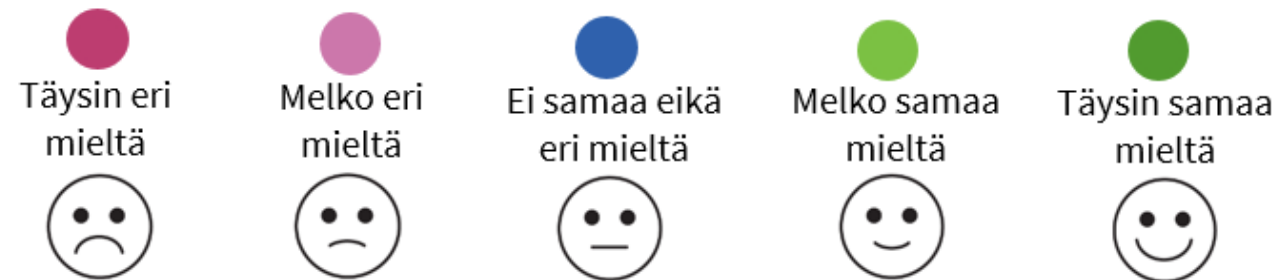 Täysin eri
mieltä
Melko eri
mieltä
Ei samaa eikä
eri mieltä
Melko samaa
mieltä
Täysin samaa
mieltä